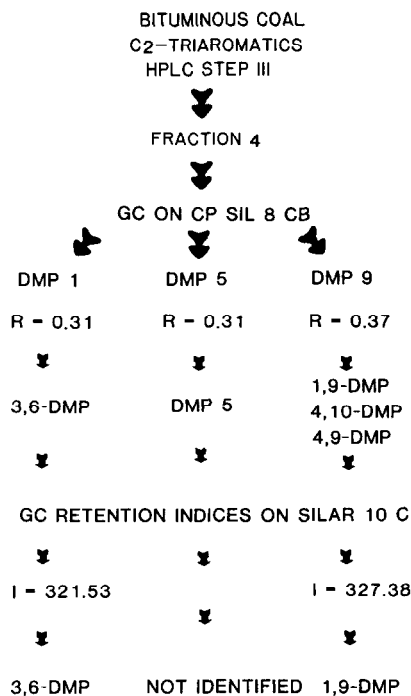 BITUMINOUS COAL
C2-TRIAROMATICS
HPLC STEP III
FRACTION 4
GC ON CP SIL 8 CB
DMP 1 DMP 5 DMP 9
R - 0.31 R - 0.31 R - 0.37
3,6-DMP DMP 5 1,9-DMP
4,10-DMP
4,9-DMP
GC RETENTION INDICES ON SILAR 10 C
I - 321.53 I - 327.38
3,6-DMP NOT IDENTIFIED 1,9-DMP